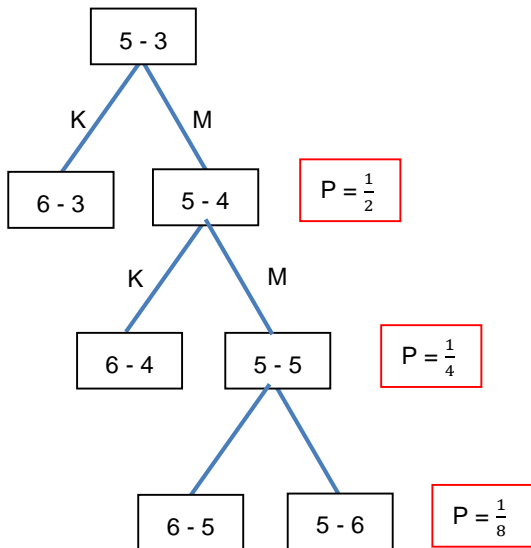 5 - 3
K M
6 - 3 5 - 4 P = 1/2
K M
6 - 4 5 - 5 P = 1/4
6 - 5 5 - 6 P = 1/8